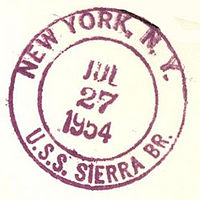 NEW YORK, N.Y.
JUL
27
1954
U.S.S. SIERRA BR.